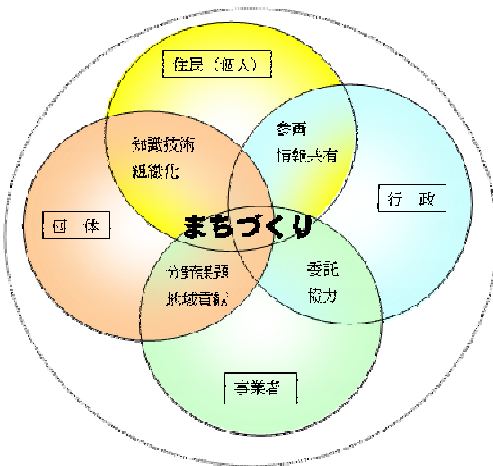 住民（個人）
参画
情報共有
知識技術
組織化
行　政
団　体
まちづくり
分野課題
地域貢献
委託
協力
事業者